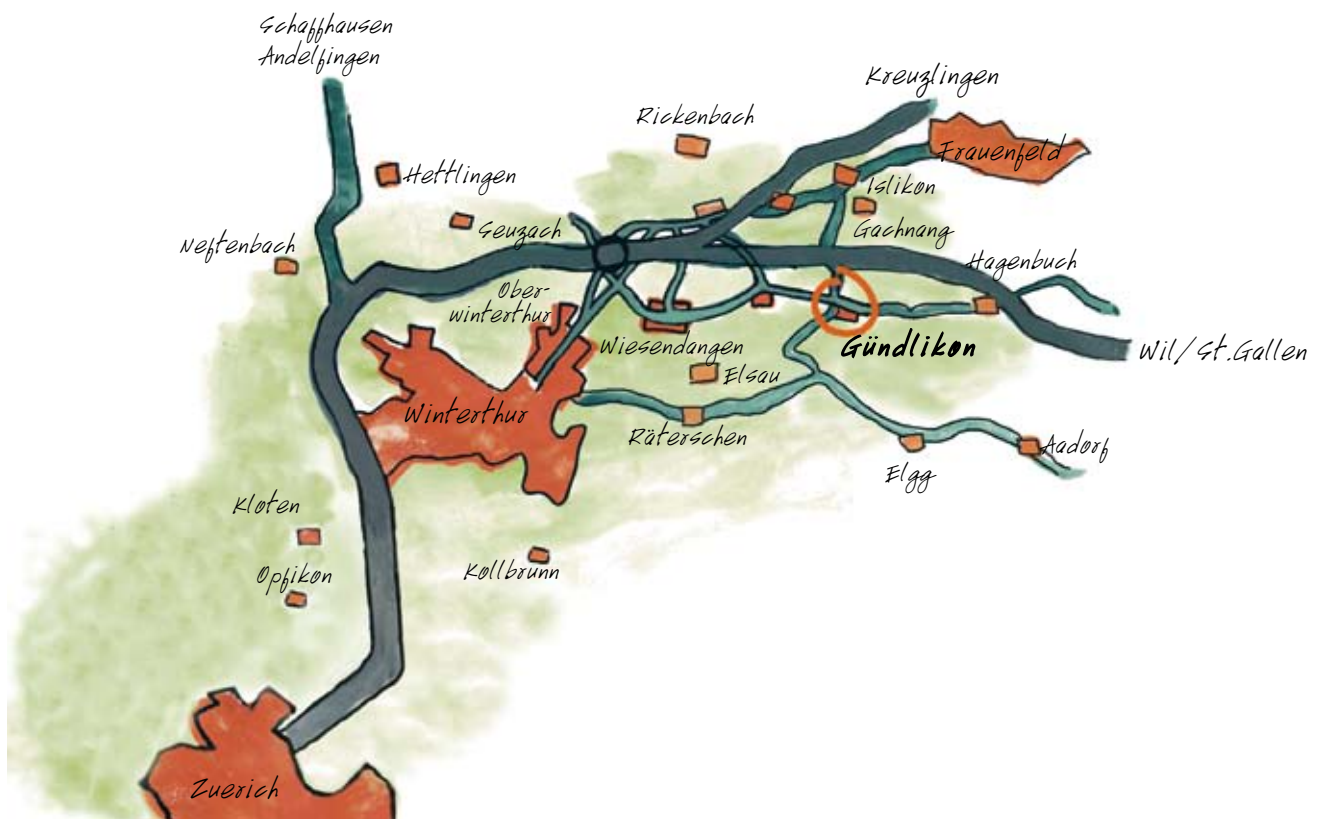 Schaffhausen
Andelfingen
Kreuzlingen
Rickenbach
Frauenfeld
Hettlingen
Islikon
Seuzach
Gachnang
Neftenbach
Hagenbuch
Ober-
winterthur
Wiesendangen
Gündlikon
Wil/St.Gallen
Elsau
Winterthur
Räterschen
Aadorf
Elgg
Kloten
Kollbrunn
Opfikon
Zuerich